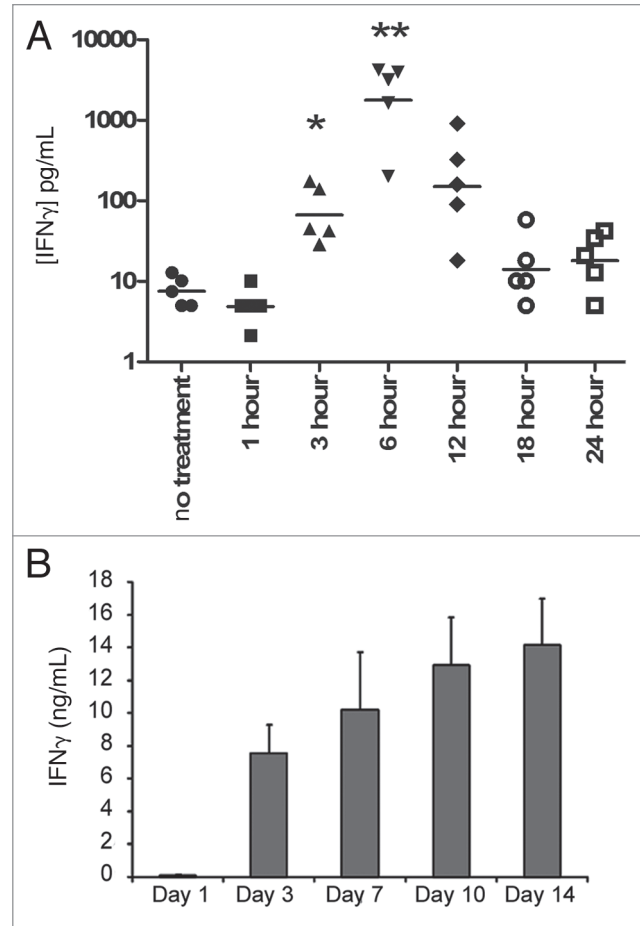 A
10000
1000
100
10
1
[IFNγ] pg/mL
*
**
no treatment
1 hour
3 hour
6 hour
12 hour
18 hour
24 hour
B
18
16
14
12
10
8
6
4
2
0
IFNγ (ng/mL)
Day 1
Day 3
Day 7
Day 10
Day 14